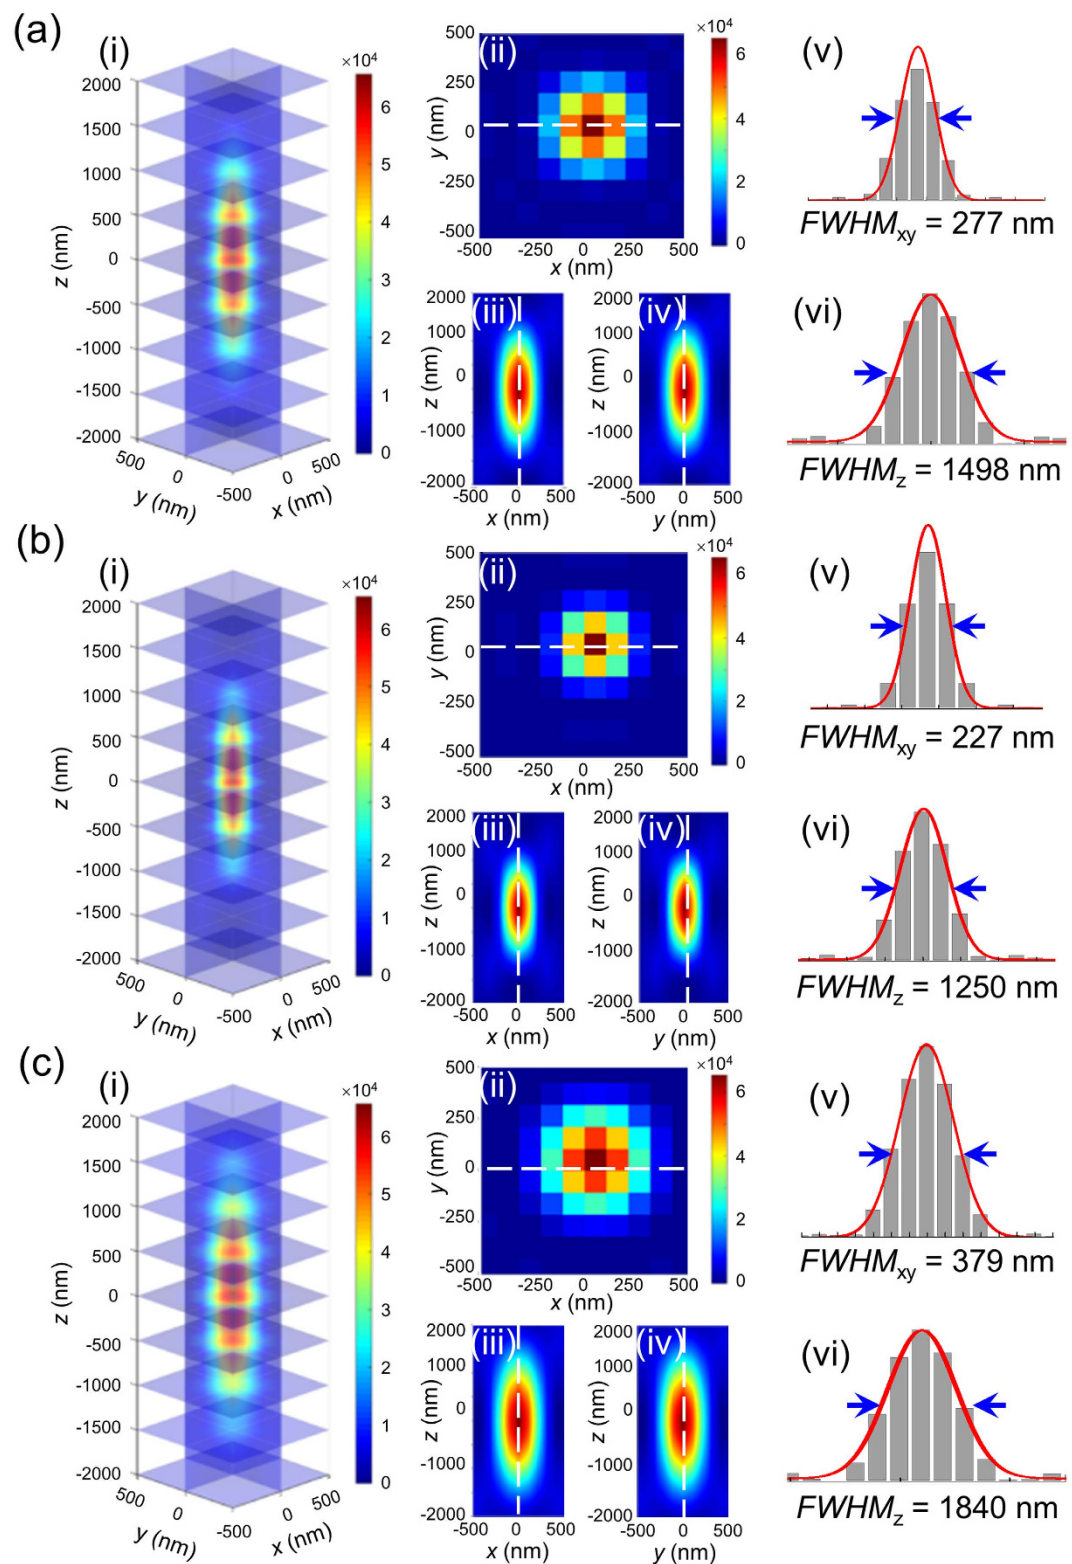 (a)
(i)
2000
1500
1000
500
0
-500
-1000
-1500
-2000
z (nm)
500
0
-500
y (nm)
0
500
x (nm)
×10⁴
6
5
4
3
2
1
0
(ii)
500
250
0
-250
-500
y (nm)
-500
-250
0
250
500
x (nm)
×10⁴
6
4
2
0
(iii)
2000
1000
0
-1000
-2000
z (nm)
-500 0 500
x (nm)
(iv)
2000
1000
0
-1000
-2000
z (nm)
-500 0 500
y (nm)
(v)
FWHMxy = 277 nm
(vi)
FWHMz = 1498 nm
(b)
(i)
2000
1500
1000
500
0
-500
-1000
-1500
-2000
z (nm)
500
0
-500
y (nm)
0
500
x (nm)
×10⁴
6
5
4
3
2
1
0
(ii)
500
250
0
-250
-500
y (nm)
-500 -250 0 250 500
x (nm)
×10⁴
6
4
2
0
(iii)
2000
1000
0
-1000
-2000
z (nm)
-500 0 500
x (nm)
(iv)
2000
1000
0
-1000
-2000
z (nm)
-500 0 500
y (nm)
(v)
FWHMxy = 227 nm
(vi)
FWHMz = 1250 nm
(c)
(i)
2000
1500
1000
500
0
-500
-1000
-1500
-2000
z (nm)
500
0
-500
y (nm)
0
500
x (nm)
×10⁴
6
5
4
3
2
1
0
(ii)
500
250
0
-250
-500
y (nm)
-500
-250
0
250
500
x (nm)
×10⁴
6
4
2
0
(iii)
2000
1000
0
-1000
-2000
z (nm)
-500 0 500
x (nm)
(iv)
2000
1000
0
-1000
-2000
z (nm)
-500 0 500
y (nm)
(v)
FWHMxy = 379 nm
(vi)
FWHMz = 1840 nm